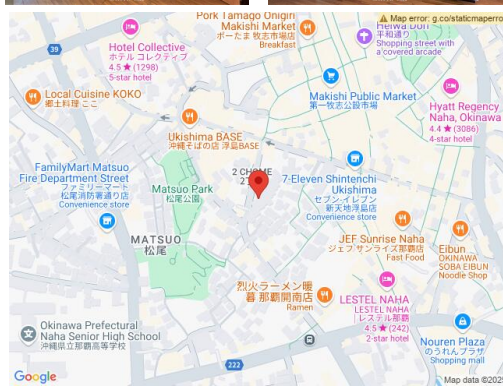 Map error: g.co/staticmaperro
Pork Tamago Onigiri
Makishi Market
ポーたま 牧志市場店
Breakfast
Heiwa Dori
平和通り
Shopping street with
a covered arcade
39
Hotel Collective
ホテル コレクティブ
4.5★(1298)
5-star hotel
Makishi Public Market
第一牧志公設市場
Local Cuisine KOKO
郷土料理 ここ
Hyatt Regency
Naha, Okinawa
4.4★(3086)
4-star hotel
Ukishima BASE
沖縄そばの店 浮島BASE
FamilyMart Matsuo
Fire Department Street
ファミリーマート
松尾消防署通り店
Convenience store
Matsuo Park
松尾公園
2 CHOME
7-Eleven Shintenchi
Ukishima
セブン-イレブン
新天地浮島店
Convenience store
MATSUO
松尾
JEF Sunrise Naha
ジェフ サンライズ那覇店
Fast Food
Eibun
OKINAWA
SOBA EIBUN
Noodle Shop
烈火ラーメン暖
暮 那覇開南店
Ramen
LESTEL NAHA
LESTEL NAHA
レステル那覇
4.5★(242)
2-star hotel
Okinawa Prefectural
Naha Senior High School
沖縄県立那覇高等学校
Nouren Plaza
のうれんプラザ
Shopping mall
222
Google
Map data ©202